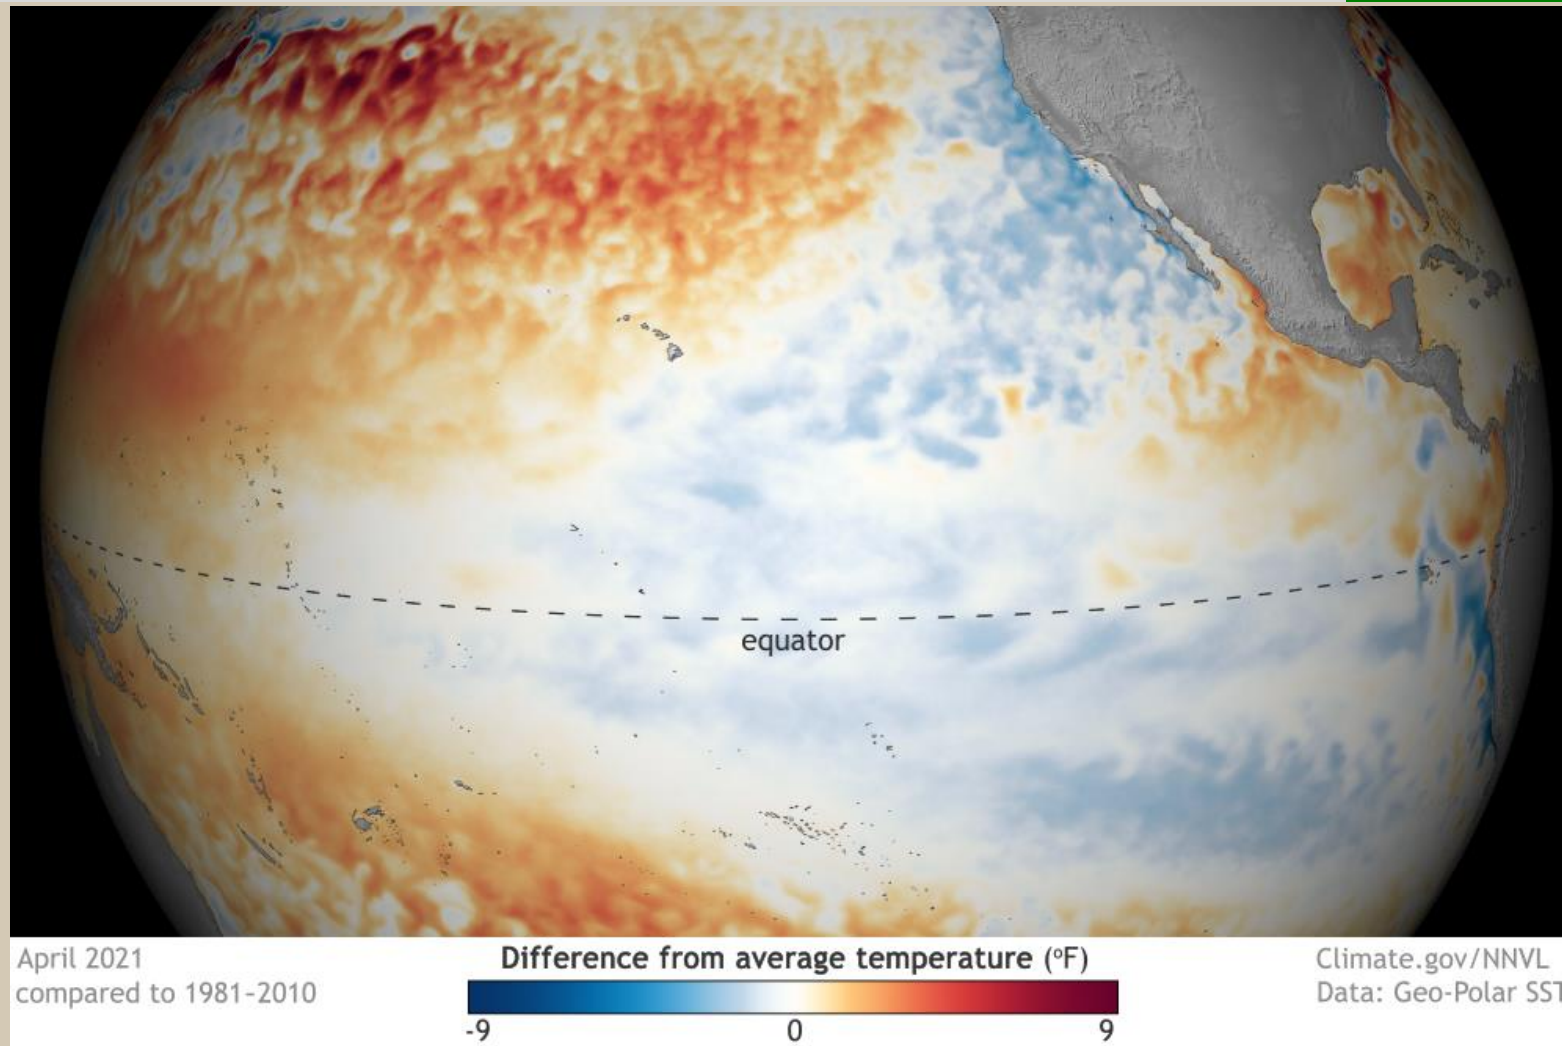 equator
April 2021
compared to 1981-2010
Difference from average temperature (ºF)
-9 0 9
Climate.gov/NNVL
Data: Geo-Polar SST